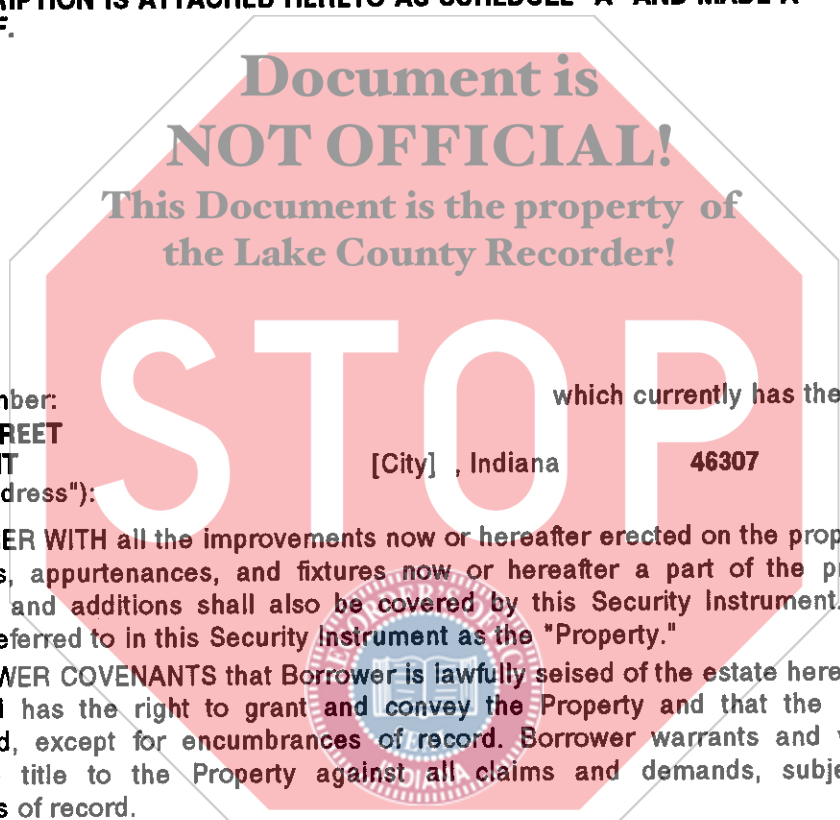 RIPTION IS ATTACHED HERETO AS SCHEDULE "A" AND MADE A
F.
Document is
NOT OFFICIAL!
This Document is the property of
the Lake County Recorder!
STOP
nber: which currently has the
REET
IT [City] , Indiana 46307
dress"):
ER WITH all the improvements now or hereafter erected on the prop
s, appurtenances, and fixtures now or hereafter a part of the p
and additions shall also be covered by this Security Instrument.
eferred to in this Security Instrument as the "Property."
WER COVENANTS that Borrower is lawfully seised of the estate here
d has the right to grant and convey the Property and that the
d, except for encumbrances of record. Borrower warrants and
title to the Property against all claims and demands, subje
s of record.
RECORDER'S OFFICE
INDIANA